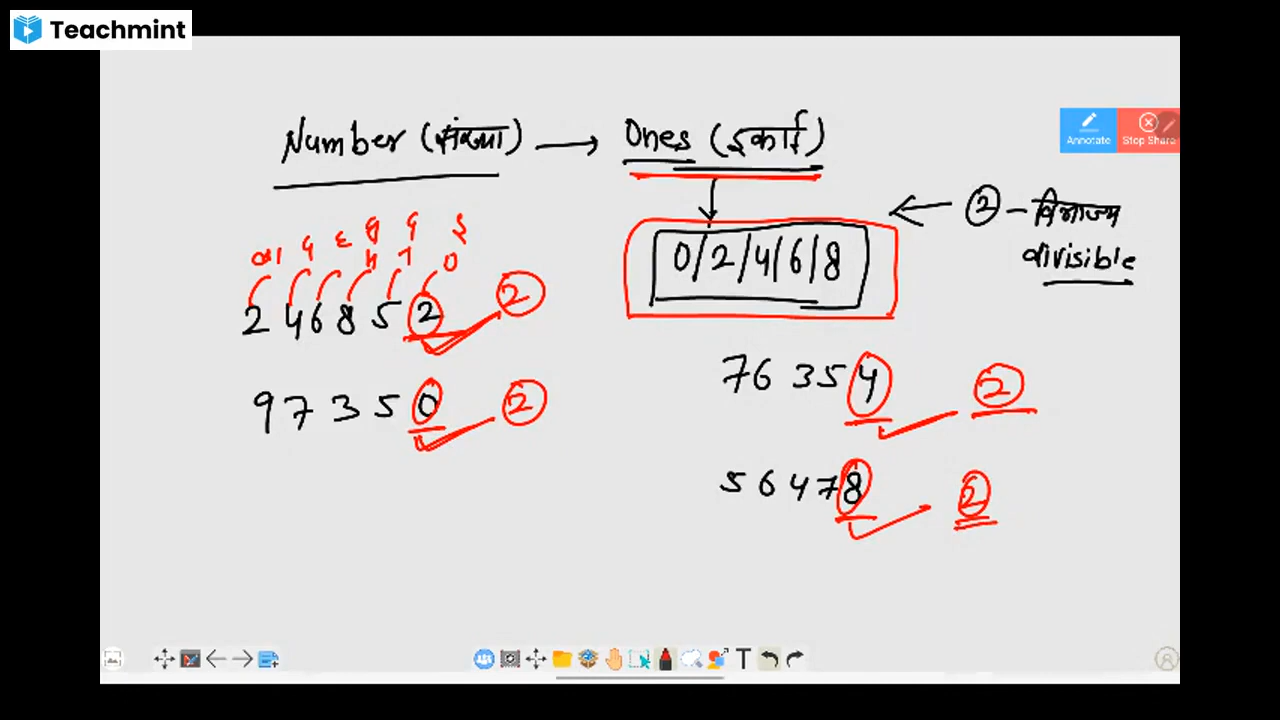 Teachmint
Number (संख्या) → Ones (इकाई)
Annotate
Stop Share
2 - विभाज्य
divisible
0/2/4/6/8
246852 2
97350 2
76354 2
56478 2
T